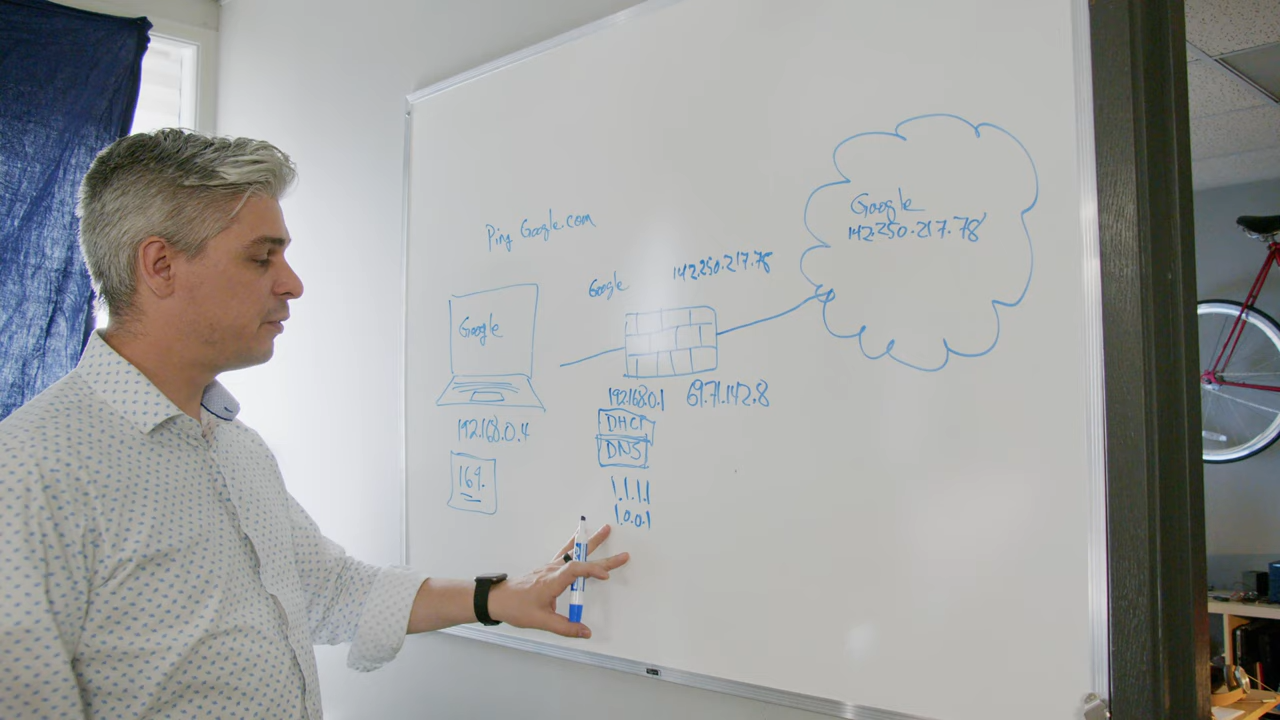 Ping Google.com
Google
142.250.217.78
Google
142.250.217.78
Google
192.168.0.1
69.71.142.8
DHCP
192.168.0.4
DNS
169.
1.1.1.1
1.0.0.1